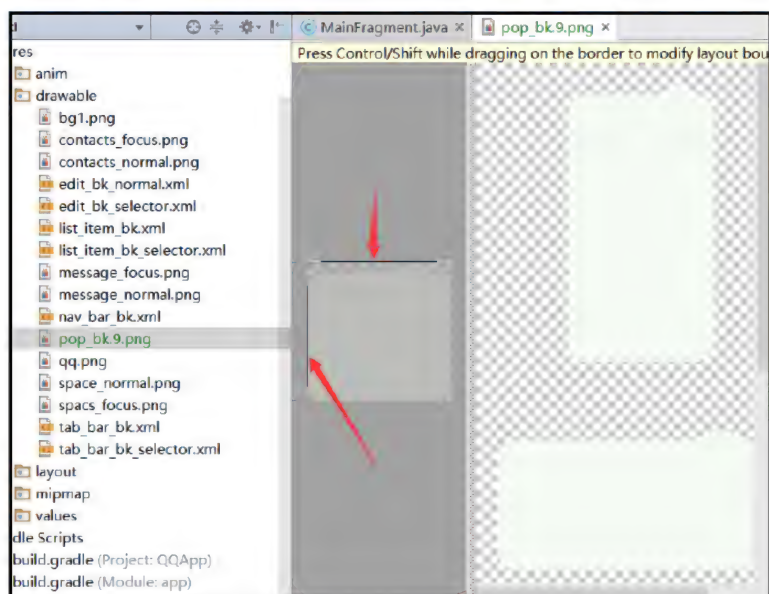 d
MainFragment.java ×
pop_bk.9.png ×
Press Control/Shift while dragging on the border to modify layout bou
res
anim
drawable
bg1.png
contacts_focus.png
contacts_normal.png
edit_bk_normal.xml
edit_bk_selector.xml
list_item_bk.xml
list_item_bk_selector.xml
message_focus.png
message_normal.png
nav_bar_bk.xml
pop_bk.9.png
qq.png
space_normal.png
spacs_focus.png
tab_bar_bk.xml
tab_bar_bk_selector.xml
layout
mipmap
values
dle Scripts
build.gradle (Project: QQApp)
build.gradle (Module: app)